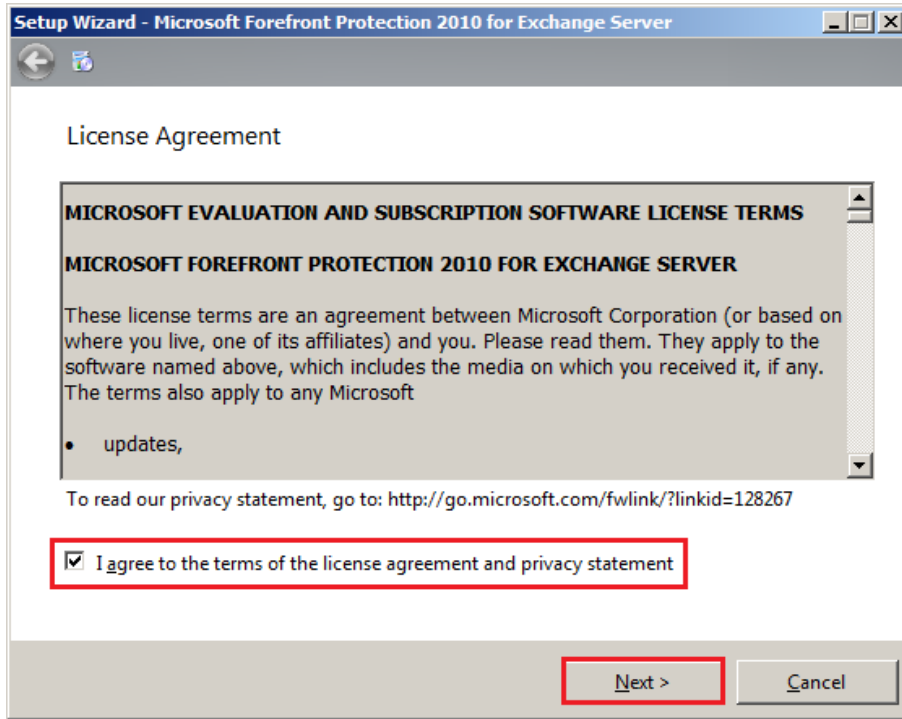 Setup Wizard - Microsoft Forefront Protection 2010 for Exchange Server
License Agreement
MICROSOFT EVALUATION AND SUBSCRIPTION SOFTWARE LICENSE TERMS
MICROSOFT FOREFRONT PROTECTION 2010 FOR EXCHANGE SERVER
These license terms are an agreement between Microsoft Corporation (or based on
where you live, one of its affiliates) and you. Please read them. They apply to the
software named above, which includes the media on which you received it, if any.
The terms also apply to any Microsoft
• updates,
To read our privacy statement, go to: http://go.microsoft.com/fwlink/?linkid=128267
I agree to the terms of the license agreement and privacy statement
Next >
Cancel